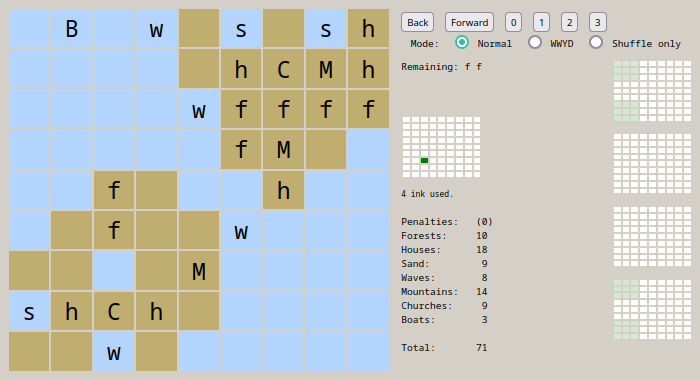 B w s s h
h C M h
w f f f f
f M
f h
f w
M
s h C h
w
Back Forward 0 1 2 3
Mode: Normal WWYD Shuffle only
Remaining: f f
4 ink used.
Penalties: (0)
Forests: 10
Houses: 18
Sand: 9
Waves: 8
Mountains: 14
Churches: 9
Boats: 3
Total: 71